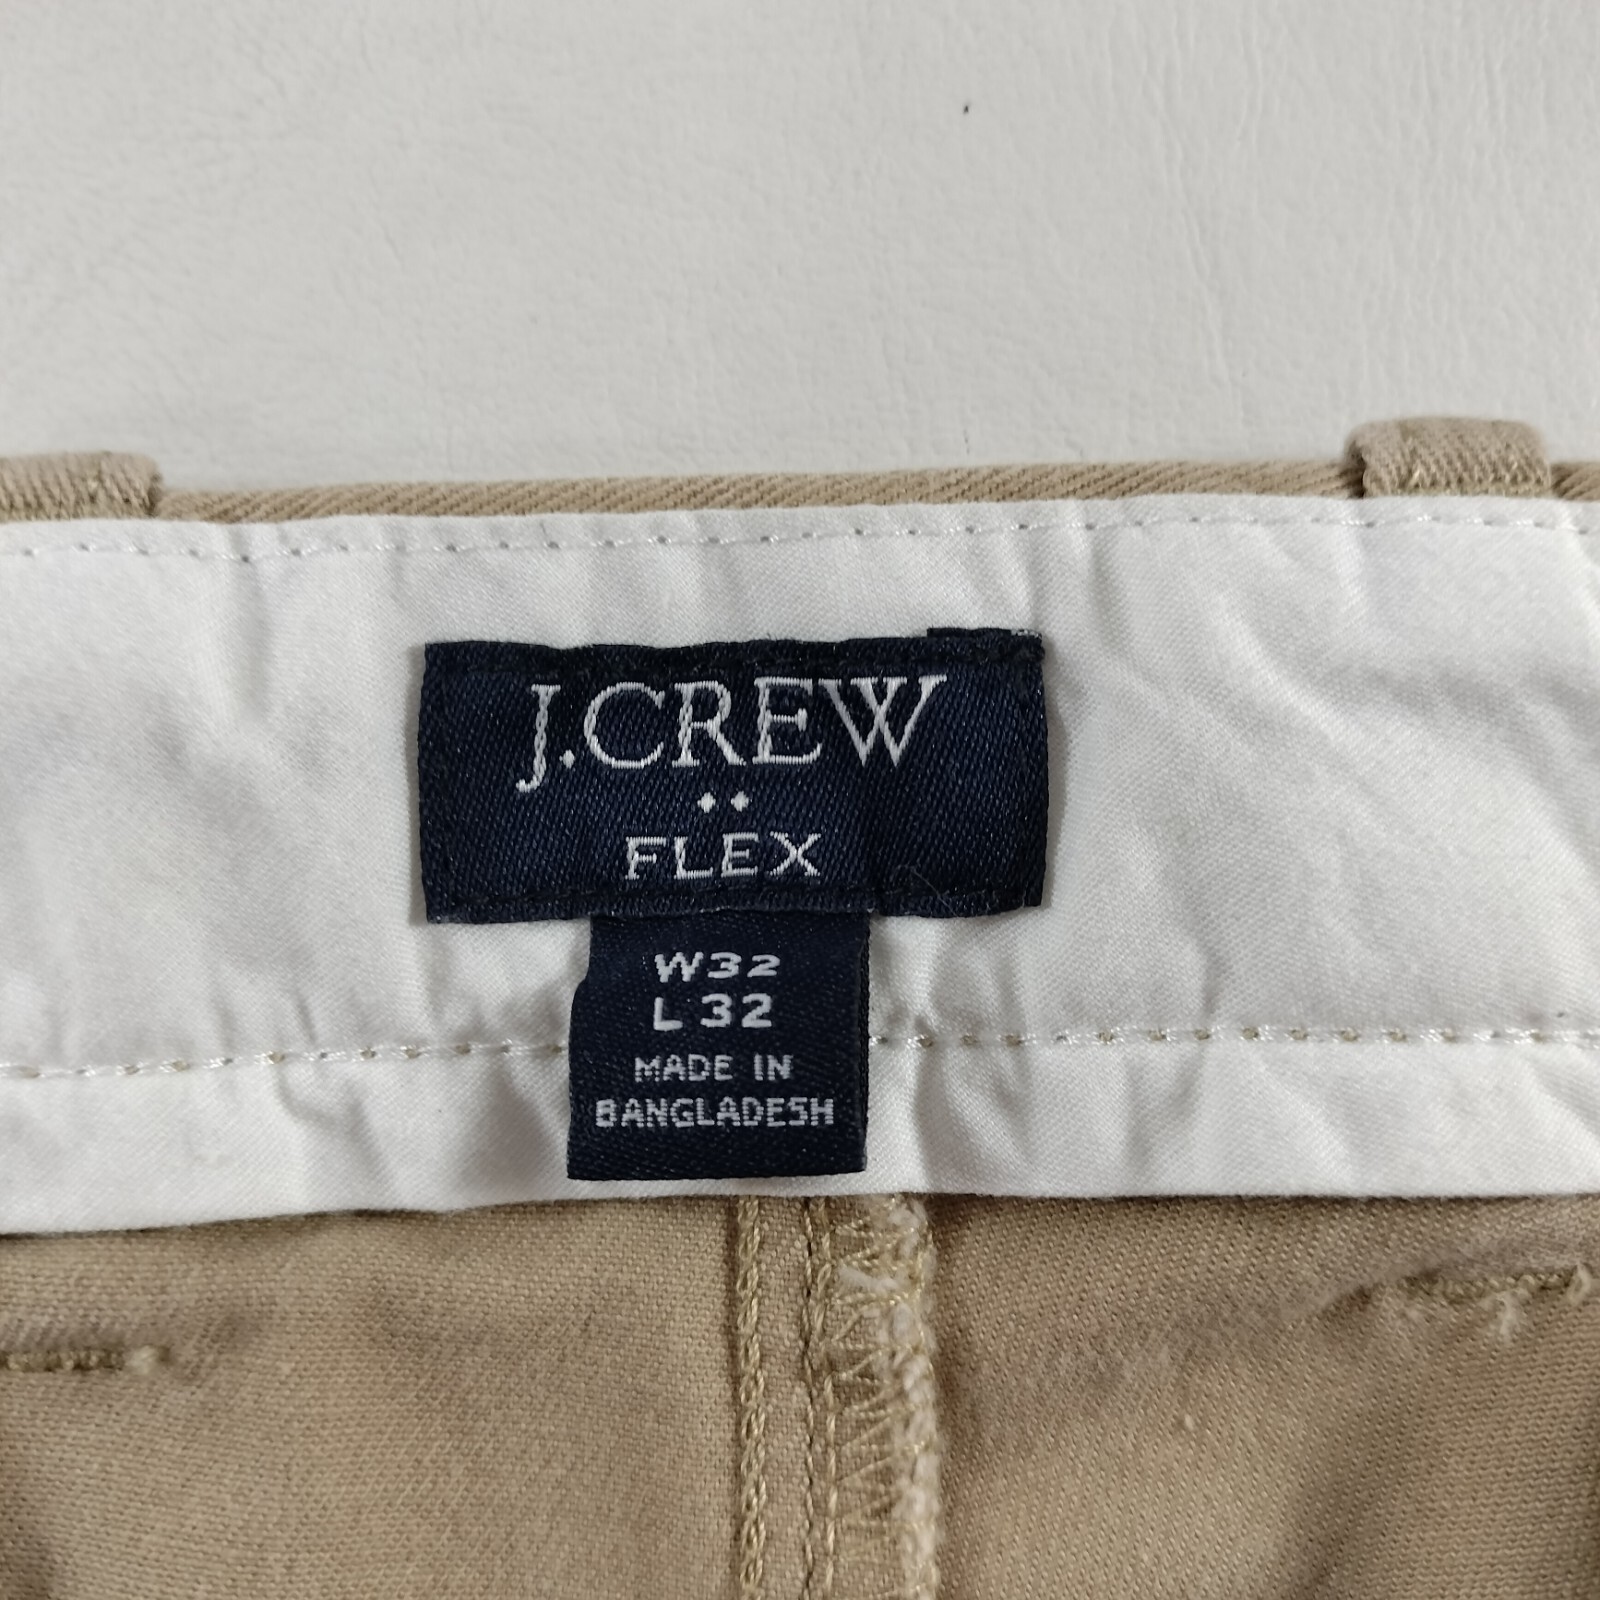 J.CREW
FLEX
W32
L 32
MADE IN
BANGLADESH